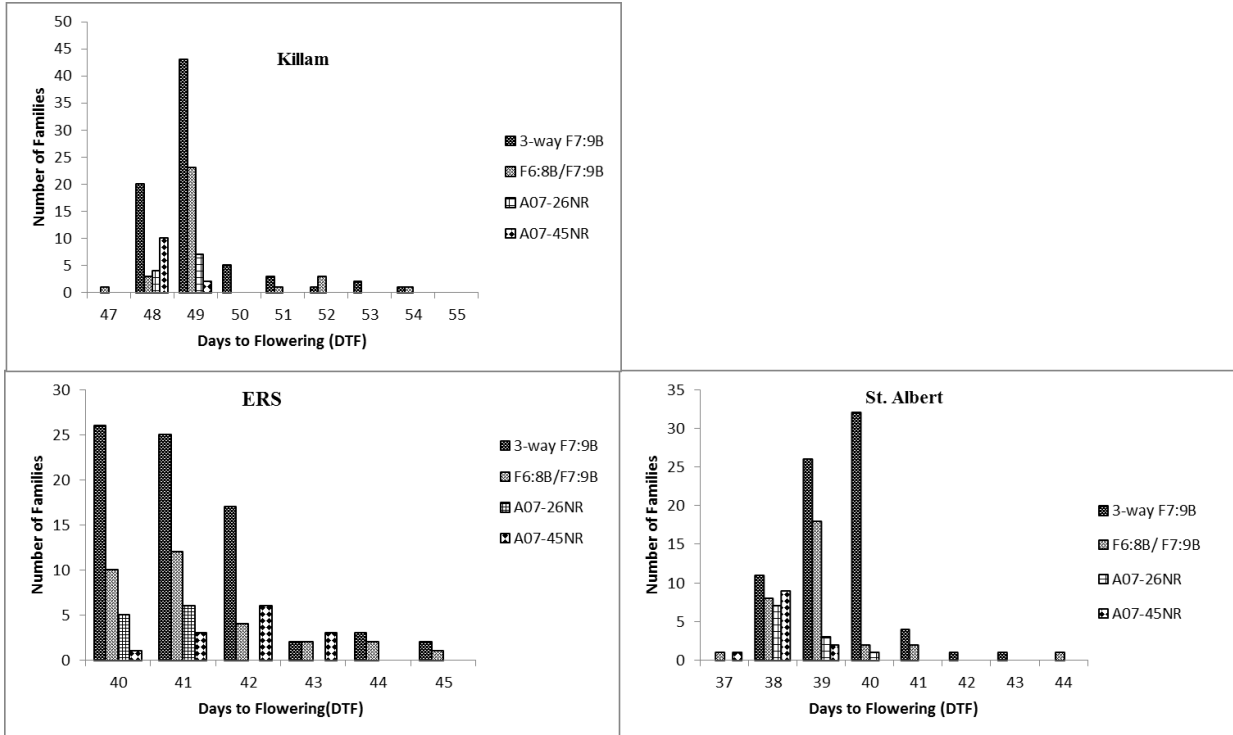 Killam
50
45
40
35
30
25
20
15
10
5
0
Number of Families
47 48 49 50 51 52 53 54 55
Days to Flowering (DTF)
3-way F7:9B
F6:8B/F7:9B
A07-26NR
A07-45NR
ERS
30
25
20
15
10
5
0
Number of Families
40 41 42 43 44 45
Days to Flowering(DTF)
3-way F7:9B
F6:8B/F7:9B
A07-26NR
A07-45NR
St. Albert
35
30
25
20
15
10
5
0
Number of Families
37 38 39 40 41 42 43 44
Days to Flowering (DTF)
3-way F7:9B
F6:8B/ F7:9B
A07-26NR
A07-45NR